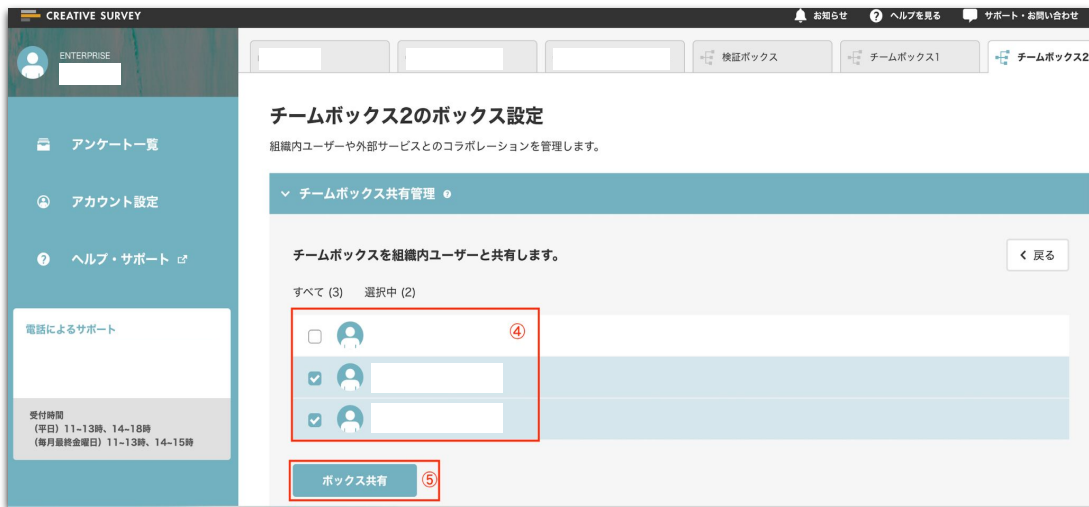 CREATIVE SURVEY
お知らせ
ヘルプを見る
サポート・お問い合わせ
ENTERPRISE
検証ボックス
チームボックス1
チームボックス2
アンケート一覧
アカウント設定
ヘルプ・サポート
電話によるサポート
受付時間
(平日) 11~13時、14~18時
(毎月最終金曜日) 11~13時、14~15時
チームボックス2のボックス設定
組織内ユーザーや外部サービスとのコラボレーションを管理します。
チームボックス共有管理
チームボックスを組織内ユーザーと共有します。
戻る
すべて (3) 選択中 (2)
④
ボックス共有 ⑤